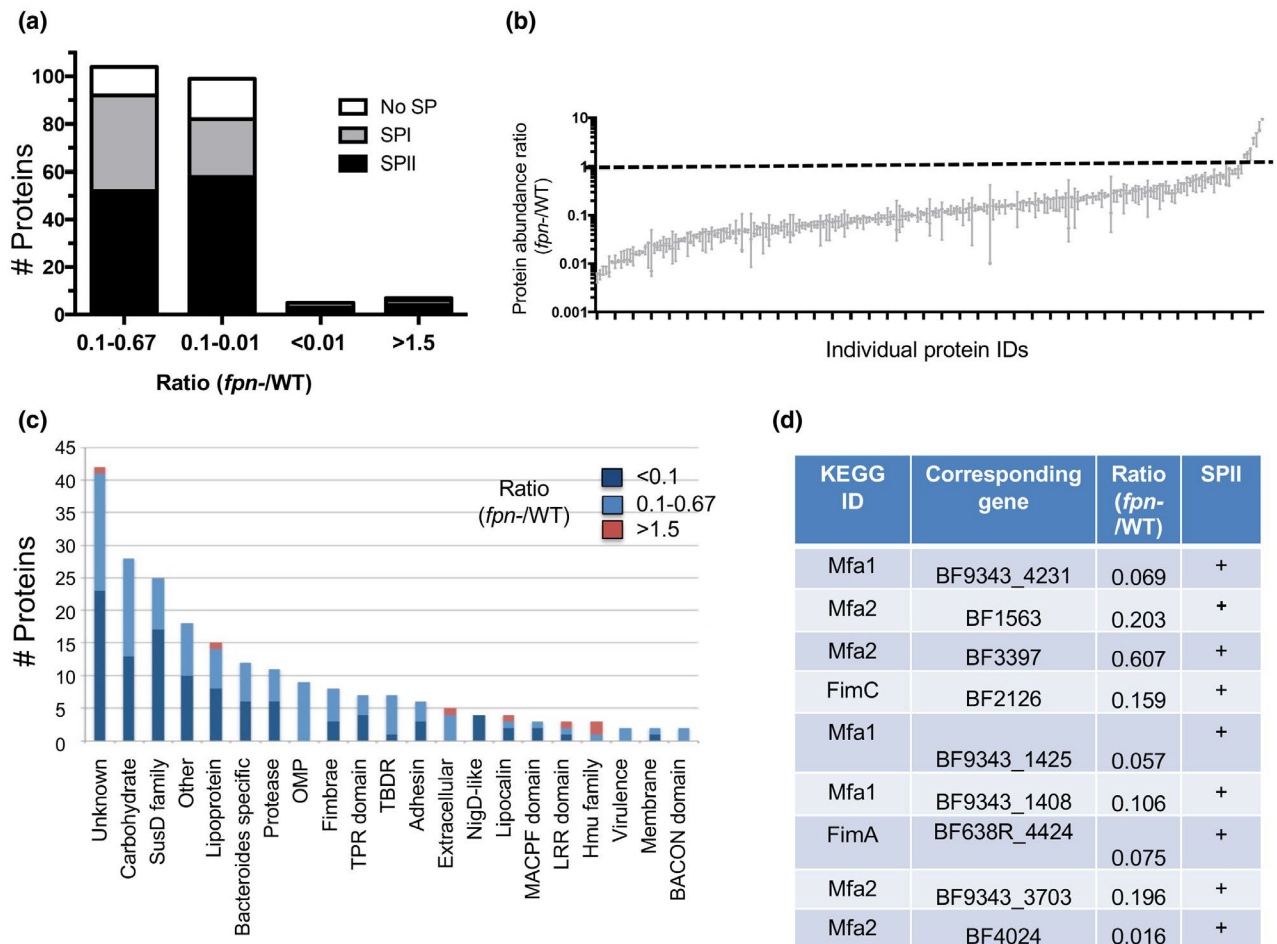 (a)
100
80
60
40
20
0
# Proteins
No SP
SPI
SPII
0.1-0.67 0.1-0.01 <0.01 >1.5
Ratio (fpn-/WT)
(b)
10
1
0.1
0.01
0.001
Protein abundance ratio
(fpn-/WT)
Individual protein IDs
(c)
45
40
35
30
25
20
15
10
5
0
# Proteins
Ratio
(fpn-/WT)
<0.1
0.1-0.67
>1.5
Unknown
Carbohydrate
SusD family
Other
Lipoprotein
Bacteroides specific
Protease
OMP
Fimbrae
TPR domain
TBDR
Adhesin
Extracellular
NigD-like
Lipocalin
MACPF domain
LRR domain
Hmu family
Virulence
Membrane
BACON domain
(d)
KEGG ID Corresponding gene Ratio (fpn-/WT) SPII
Mfa1 BF9343_4231 0.069 +
Mfa2 BF1563 0.203 +
Mfa2 BF3397 0.607 +
FimC BF2126 0.159 +
Mfa1 BF9343_1425 0.057 +
Mfa1 BF9343_1408 0.106 +
FimA BF638R_4424 0.075 +
Mfa2 BF9343_3703 0.196 +
Mfa2 BF4024 0.016 +